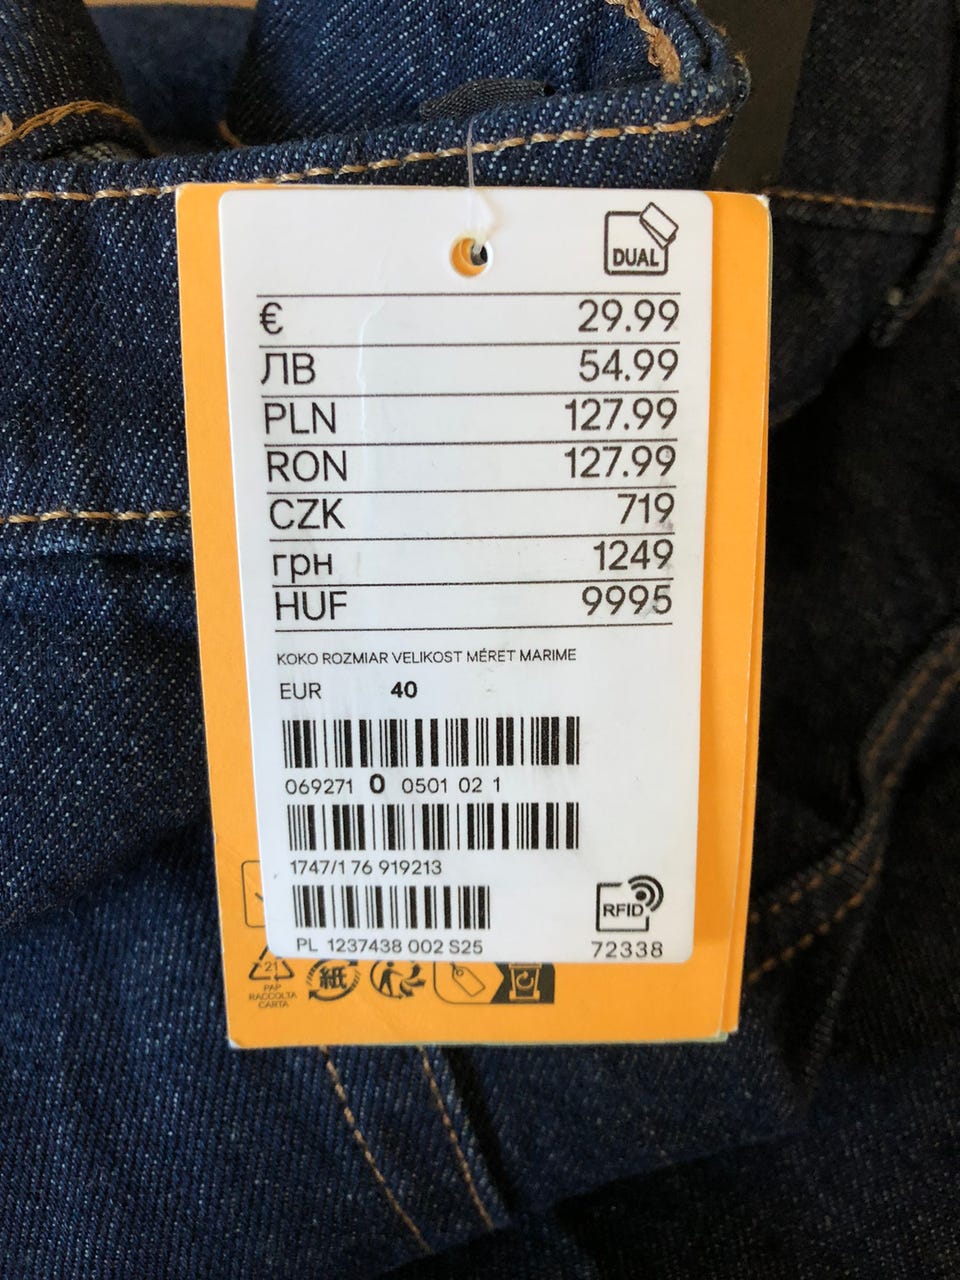 DUAL
€ 29.99
ЛВ 54.99
PLN 127.99
RON 127.99
CZK 719
грн 1249
HUF 9995
KOKO ROZMIAR VELIKOST MÉRET MARIME
EUR 40
069271 0 0501 02 1
1747/1 76 919213
RFID
PL 1237438 002 S25 72338
21
PAP
RACCOLTA
CARTA
紙